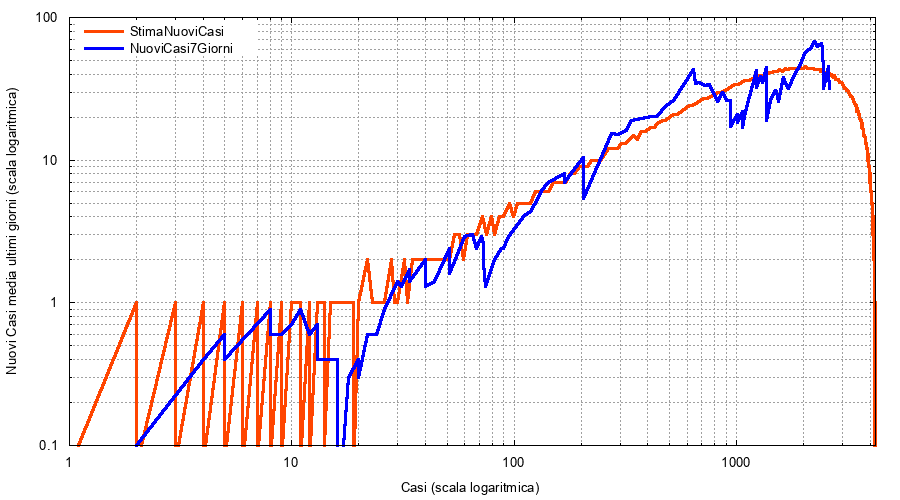 100
StimaNuoviCasi
NuoviCasi7Giorni
10
1
0.1
1
10
100
1000
Nuovi Casi media ultimi giorni (scala logaritmica)
Casi (scala logaritmica)